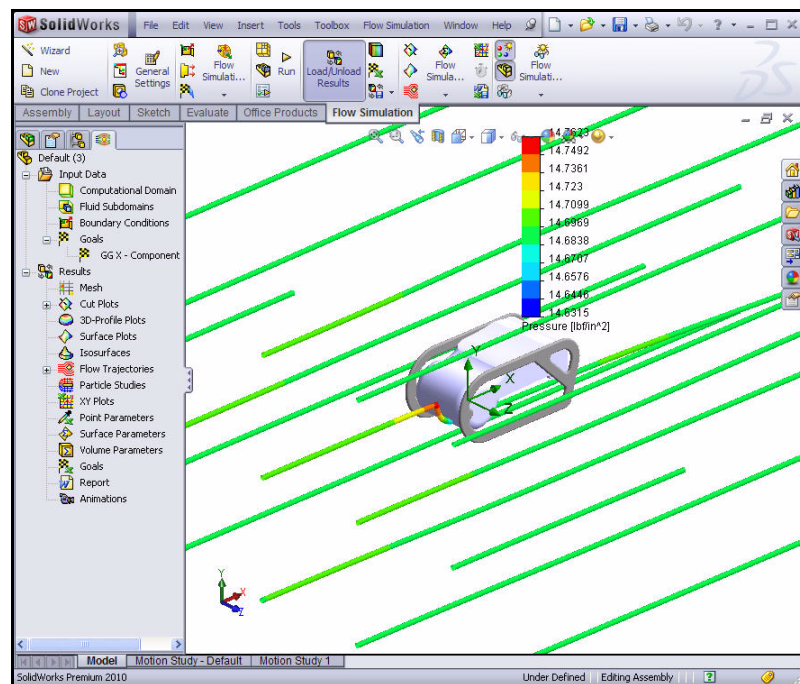 SolidWorks File Edit View Insert Tools Toolbox Flow Simulation Window Help
Wizard
New
Clone Project
General Settings
Flow Simulati...
Run
Load/Unload Results
Flow Simula...
Flow Simulati...
Assembly Layout Sketch Evaluate Office Products Flow Simulation
Default (3)
Input Data
Computational Domain
Fluid Subdomains
Boundary Conditions
Goals
GG X - Component
Results
Mesh
Cut Plots
3D-Profile Plots
Surface Plots
Isosurfaces
Flow Trajectories
Particle Studies
XY Plots
Point Parameters
Surface Parameters
Volume Parameters
Goals
Report
Animations
14.7623
14.7492
14.7361
14.723
14.7099
14.6969
14.6838
14.6707
14.6576
14.6446
14.6315
Pressure [lbf/in^2]
Y
X
Z
Y
X
Z
Model Motion Study - Default Motion Study 1
SolidWorks Premium 2010 Under Defined Editing Assembly